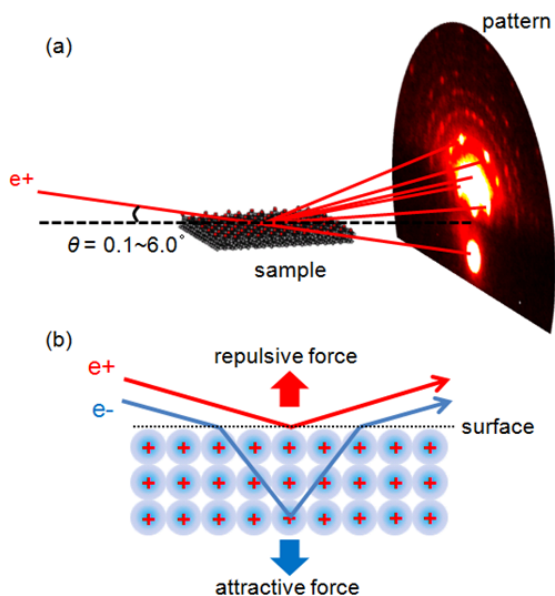 pattern
(a)
e+
θ = 0.1~6.0°
sample
(b)
repulsive force
e+
e-
surface
+ + + + + + + + +
+ + + + + + + + +
+ + + + + + + + +
attractive force